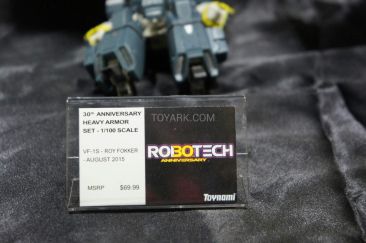 TOYARK.COM
30TH ANNIVERSARY
HEAVY ARMOR
SET - 1/100 SCALE
VF-1S - ROY FOKKER
- AUGUST 2015
MSRP $69.99
ROBOTECH
ANNIVERSARY
Toynami